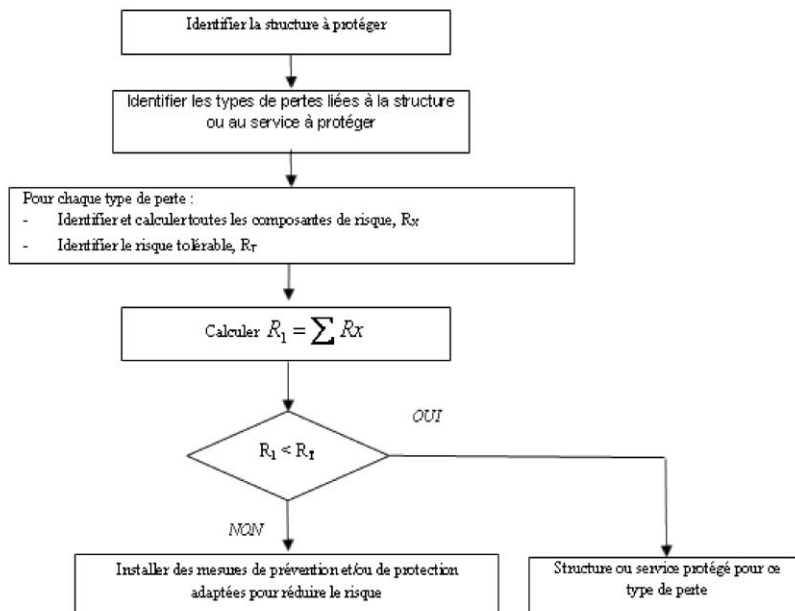 Identifier la structure à protéger
Identifier les types de pertes liées à la structure
ou au service à protéger
Pour chaque type de perte :
- Identifier et calculer toutes les composantes de risque, RX
- Identifier le risque tolérable, RT
Calculer R1 = ∑ Rx
OUI
R1 < RT
NON
Installer des mesures de prévention et/ou de protection
adaptées pour réduire le risque
Structure ou service protégé pour ce
type de perte